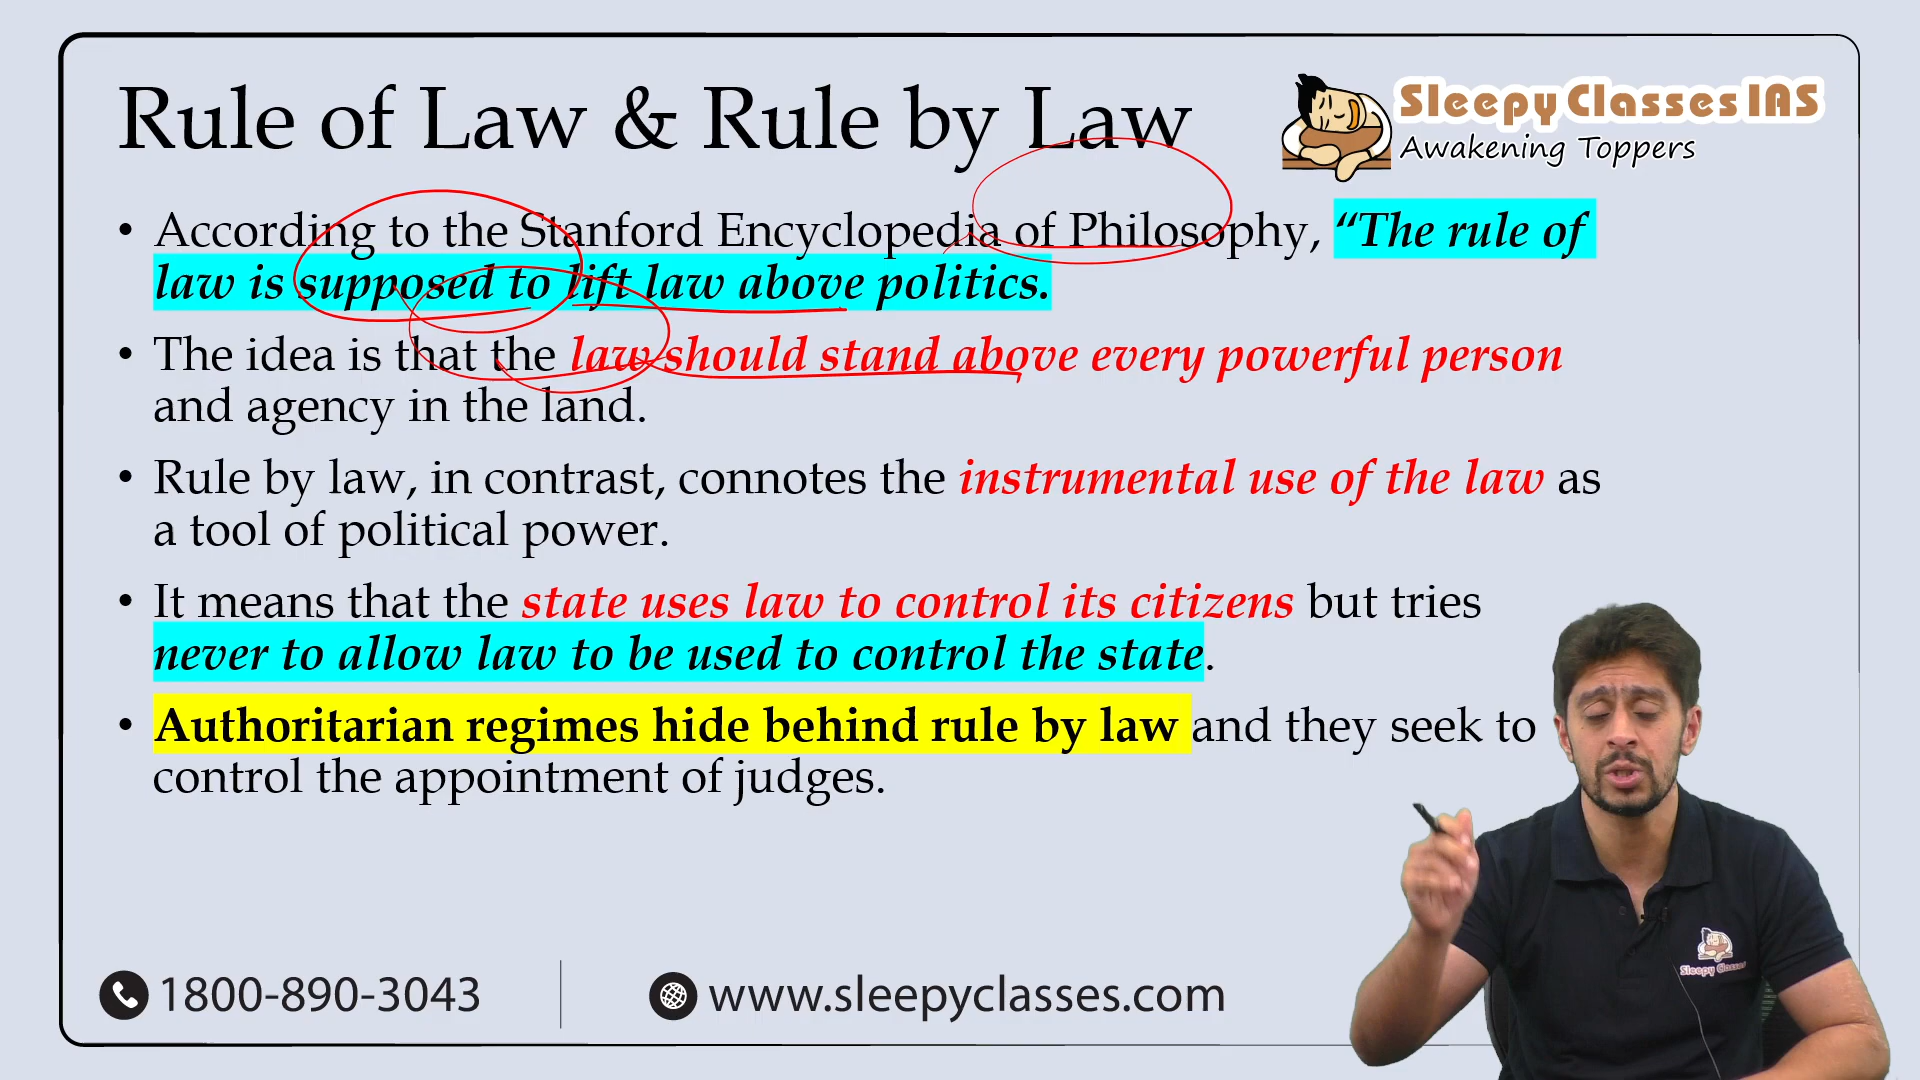 Rule of Law & Rule by Law
Sleepy Classes IAS
Awakening Toppers
• According to the Stanford Encyclopedia of Philosophy, “The rule of
law is supposed to lift law above politics.
• The idea is that the law should stand above every powerful person
and agency in the land.
• Rule by law, in contrast, connotes the instrumental use of the law as
a tool of political power.
• It means that the state uses law to control its citizens but tries
never to allow law to be used to control the state.
• Authoritarian regimes hide behind rule by law and they seek to
control the appointment of judges.
Sleepy Classes
1800-890-3043
www.sleepyclasses.com